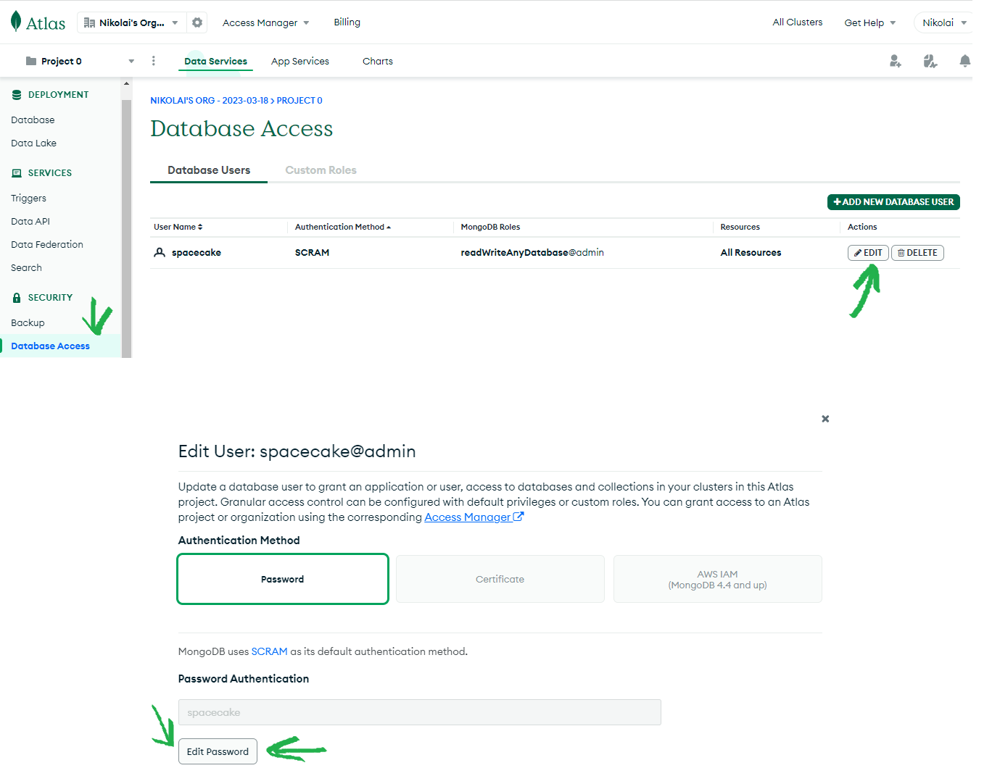 Atlas
Nikolai's Org...
Access Manager
Billing
All Clusters
Get Help
Nikolai
Project 0
Data Services
App Services
Charts
DEPLOYMENT
Database
Data Lake
SERVICES
Triggers
Data API
Data Federation
Search
SECURITY
Backup
Database Access
NIKOLAI'S ORG - 2023-03-18 > PROJECT 0
Database Access
Database Users
Custom Roles
+ ADD NEW DATABASE USER
User Name
Authentication Method
MongoDB Roles
Resources
Actions
spacecake
SCRAM
readWriteAnyDatabase@admin
All Resources
EDIT
DELETE
Edit User: spacecake@admin
Update a database user to grant an application or user, access to databases and collections in your clusters in this Atlas
project. Granular access control can be configured with default privileges or custom roles. You can grant access to an Atlas
project or organization using the corresponding Access Manager
Authentication Method
Password
Certificate
AWS IAM
(MongoDB 4.4 and up)
MongoDB uses SCRAM as its default authentication method.
Password Authentication
spacecake
Edit Password